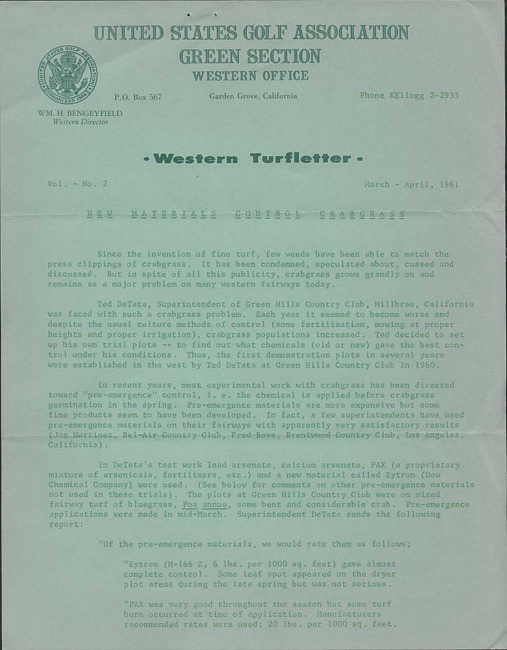 UNITED STATES GOLF ASSOCIATION
GREEN SECTION
WESTERN OFFICE
P.O. Box 567
Garden Grove, California
Phone KEllogg 2-2935
WM. H. BENGEYFIELD
Western Director
• Western Turfletter •
Vol. - No. 2
March - April, 1961
NEW MATERIALS CONTROL CRABGRASS
Since the invention of fine turf, few weeds have been able to match the
press clippings of crabgrass. It has been condemned, speculated about, cussed and
discussed. But in spite of all this publicity, crabgrass grows grandly on and
remains as a major problem on many western fairways today.
Ted DeTata, Superintendent of Green Hills Country Club, Millbrae, California
was faced with such a crabgrass problem. Each year it seemed to become worse and
despite the usual culture methods of control (some fertilization, mowing at proper
heights and proper irrigation), crabgrass populations increased. Ted decided to set
up his own trial plots -- to find out what chemicals (old or new) gave the best con-
trol under his conditions. Thus, the first demonstration plots in several years
were established in the west by Ted DeTata at Green Hills Country Club in 1960.
In recent years, most experimental work with crabgrass has been directed
toward "pre-emergence" control, i. e. the chemical is applied before crabgrass
germination in the spring. Pre-emergence materials are more expensive but some
fine products seem to have been developed. In fact, a few superintendents have used
pre-emergence materials on their fairways with apparently very satisfactory results
(Joe Martinez, Bel-Air Country Club, Fred Bove, Brentwood Country Club, Los Angeles,
California).
In DeTata's test work lead arsenate, calcium arsenate, PAX (a proprietary
mixture of arsenicals, fertilizers, etc.) and a new material called Zytron (Dow
Chemical Company) were used. (See below for comments on other pre-emergence materials
not used in these trials). The plots at Green Hills Country Club were on mixed
fairway turf of bluegrass, Poa annua, some bent and considerable crab. Pre-emergence
applications were made in mid-March. Superintendent DeTata sends the following
report:
"Of the pre-emergence materials, we would rate them as follows;
"Zytron (M-166 Z, 6 lbs. per 1000 sq. feet) gave almost
complete control. Some leaf spot appeared on the dryer
plot areas during the late spring but was not serious.
"PAX was very good throughout the season but some turf
burn occurred at time of application. Manufacturers
recommended rates were used; 20 lbs. per 1000 sq. feet.